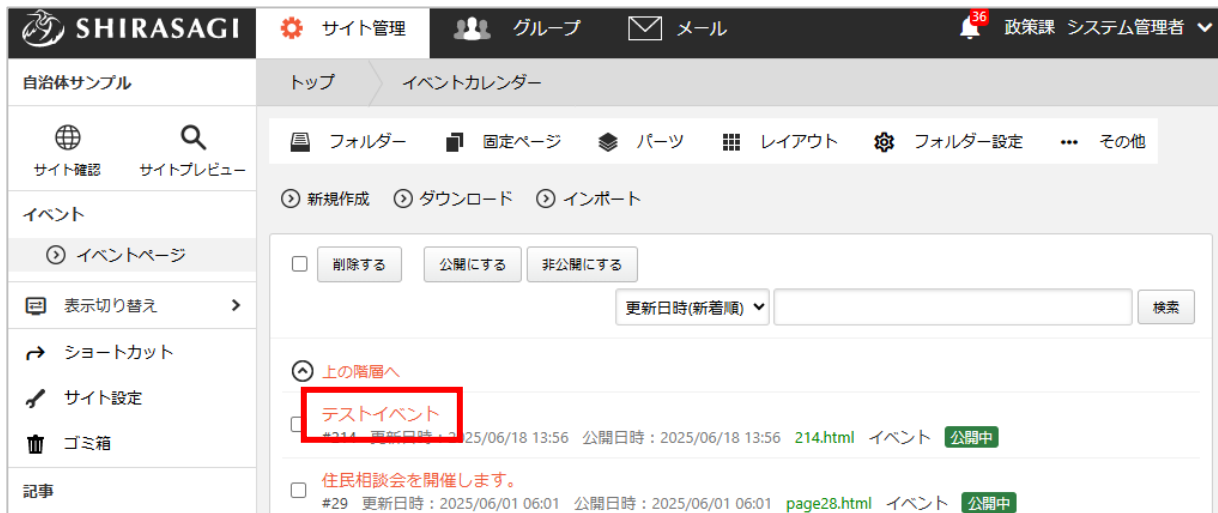 SHIRASAGI サイト管理 グループ メール 36 政策課 システム管理者
自治体サンプル トップ イベントカレンダー
サイト確認 サイトプレビュー
フォルダー 固定ページ パーツ レイアウト フォルダー設定 ••• その他
新規作成 ダウンロード インポート
イベント
イベントページ
削除する 公開にする 非公開にする
表示切り替え
更新日時(新着順) 検索
ショートカット
上の階層へ
サイト設定
テストイベント
#214 更新日時：2025/06/18 13:56 公開日時：2025/06/18 13:56 214.html イベント 公開中
ゴミ箱
住民相談会を開催します。
記事
#29 更新日時：2025/06/01 06:01 公開日時：2025/06/01 06:01 page28.html イベント 公開中